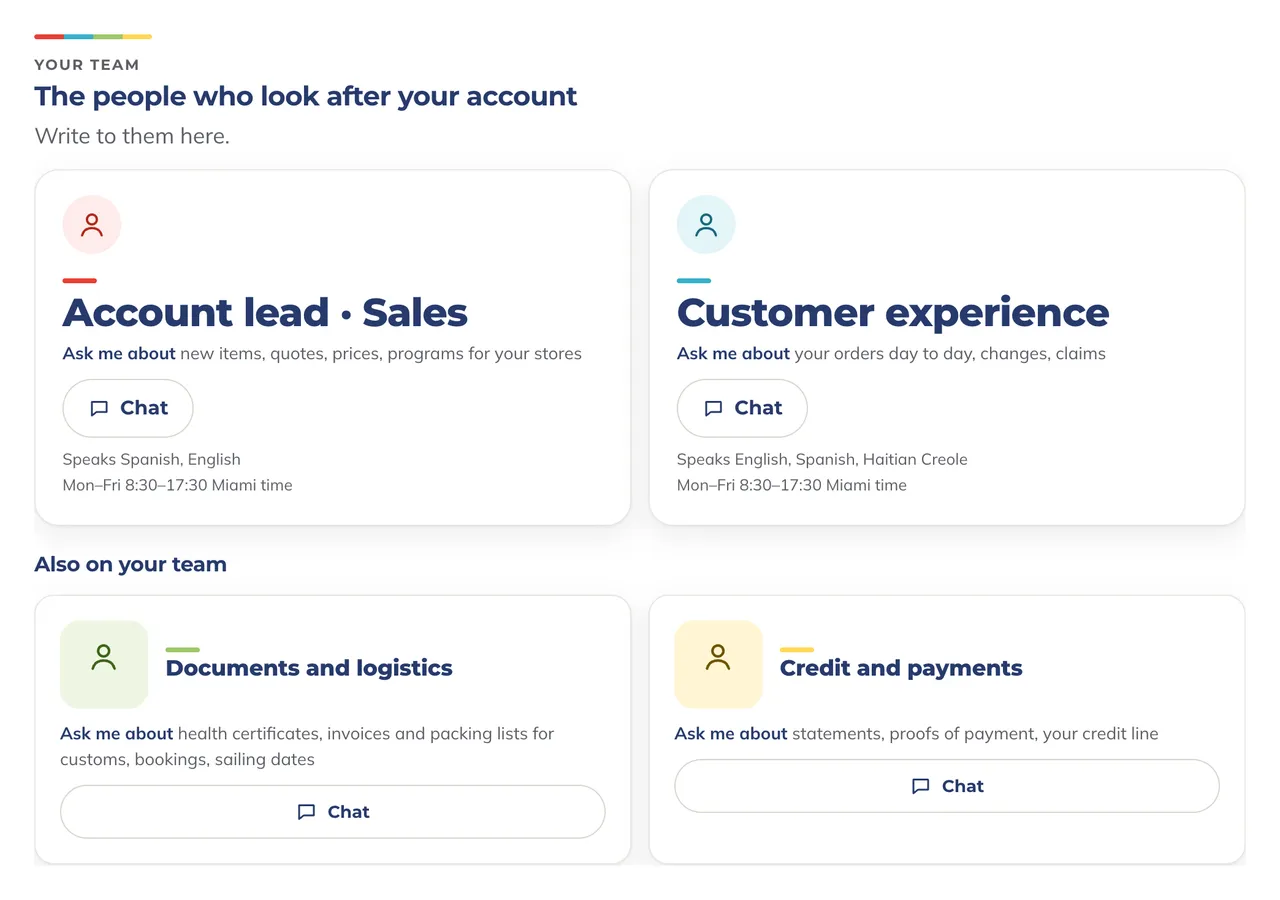 YOUR TEAM
The people who look after your account
Write to them here.
Account lead · Sales
Ask me about new items, quotes, prices, programs for your stores
Chat
Speaks Spanish, English
Mon–Fri 8:30–17:30 Miami time
Customer experience
Ask me about your orders day to day, changes, claims
Chat
Speaks English, Spanish, Haitian Creole
Mon–Fri 8:30–17:30 Miami time
Also on your team
Documents and logistics
Ask me about health certificates, invoices and packing lists for
customs, bookings, sailing dates
Chat
Credit and payments
Ask me about statements, proofs of payment, your credit line
Chat